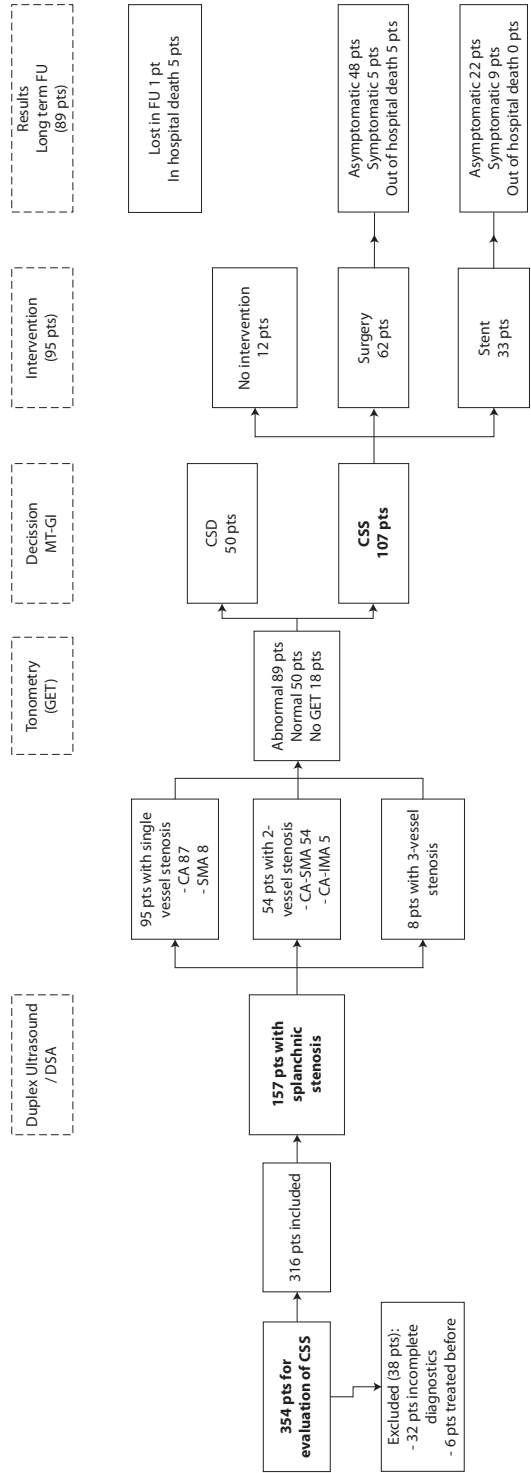 Duplex Ultrasound
/ DSA
Tonometry
(GET)
Decission
MT-GI
Intervention
(95 pts)
Results
Long term FU
(89 pts)
354 pts for
evaluation of CSS
Excluded (38 pts):
- 32 pts incomplete
diagnostics
- 6 pts treated before
316 pts included
157 pts with
splanchnic
stenosis
95 pts with single
vessel stenosis
- CA 87
- SMA 8
54 pts with 2-
vessel stenosis
- CA-SMA 54
- CA-IMA 5
8 pts with 3-vessel
stenosis
Abnormal 89 pts
Normal 50 pts
No GET 18 pts
CSD
50 pts
CSS
107 pts
No intervention
12 pts
Surgery
62 pts
Stent
33 pts
Lost in FU 1 pt
In hospital death 5 pts
Asymptomatic 48 pts
Symptomatic 5 pts
Out of hospital death 5 pts
Asymptomatic 22 pts
Symptomatic 9 pts
Out of hospital death 0 pts